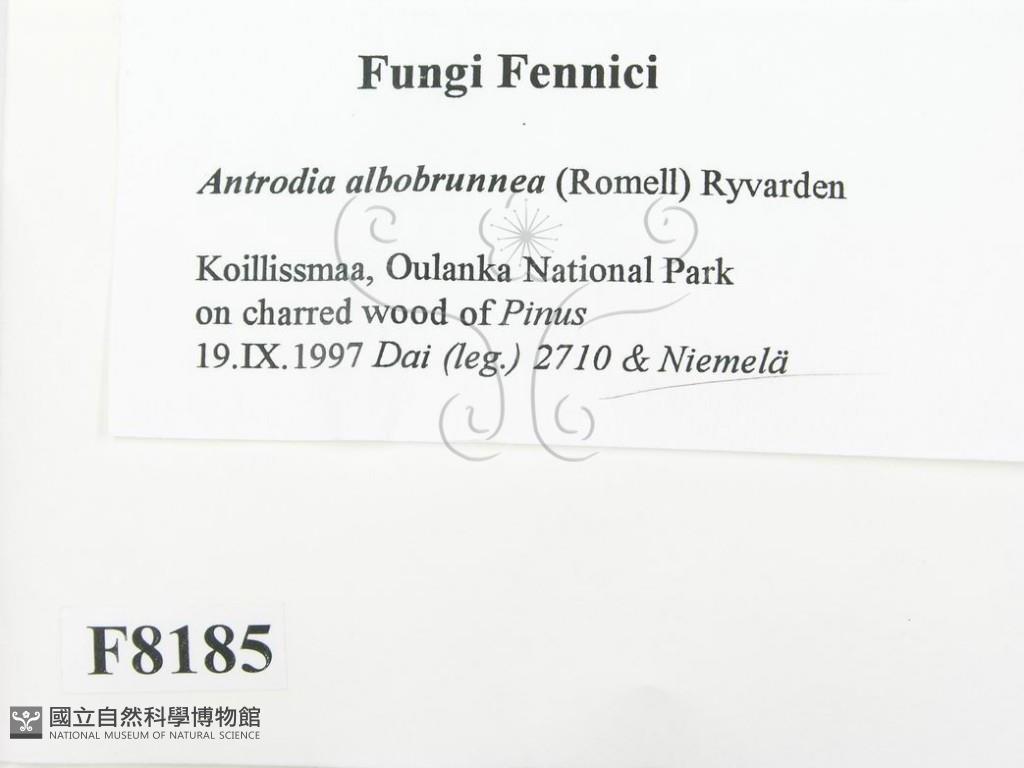 Fungi Fennici
Antrodia albobrunnea (Romell) Ryvarden
Koillissmaa, Oulanka National Park
on charred wood of Pinus
19.IX.1997 Dai (leg.) 2710 & Niemelä
F8185
國立自然科學博物館
NATIONAL MUSEUM OF NATURAL SCIENCE